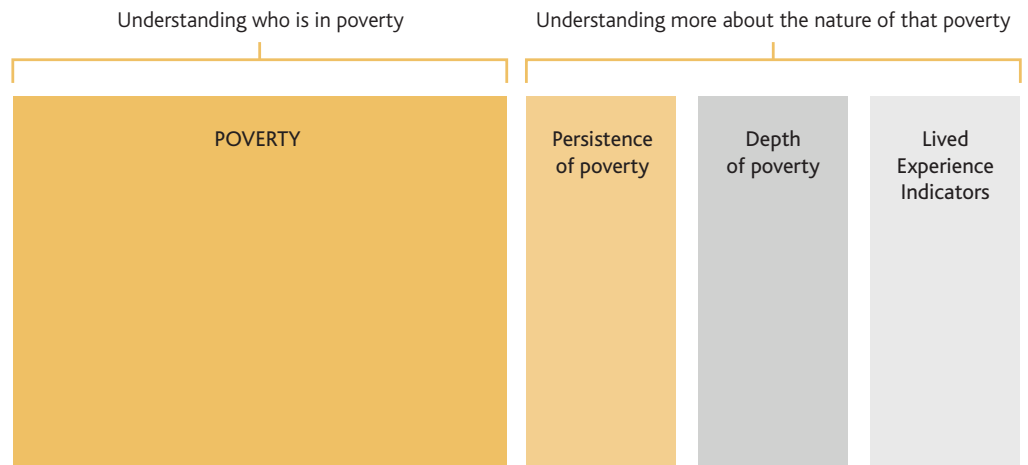 Understanding who is in poverty
Understanding more about the nature of that poverty
POVERTY
Persistence
of poverty
Depth
of poverty
Lived
Experience
Indicators